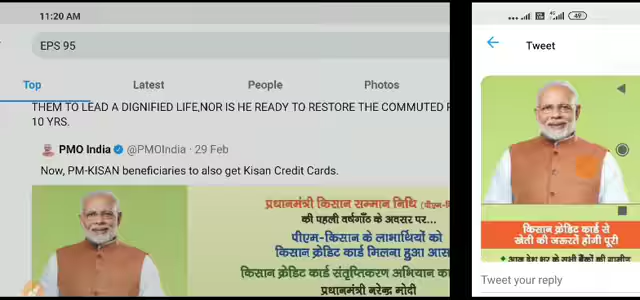 11:20 AM
EPS 95
Top Latest People Photos
THEM TO LEAD A DIGNIFIED LIFE,NOR IS HE READY TO RESTORE THE COMMUTED
10 YRS.
PMO India @PMOIndia · 29 Feb
Now, PM-KISAN beneficiaries to also get Kisan Credit Cards.
प्रधानमंत्री किसान सम्मान निधि
की पहली वर्षगाँठ के अवसर पर...
पीएम-किसान के लाभार्थियों को
किसान क्रेडिट कार्ड मिलना हुआ
किसान क्रेडिट कार्ड संतृप्तिकरण अभियान
प्रधानमंत्री नरेन्द्र मोदी
49
Tweet
किसान क्रेडिट कार्ड से
खेती की जरूरतें होंगी पूरी
Tweet your reply